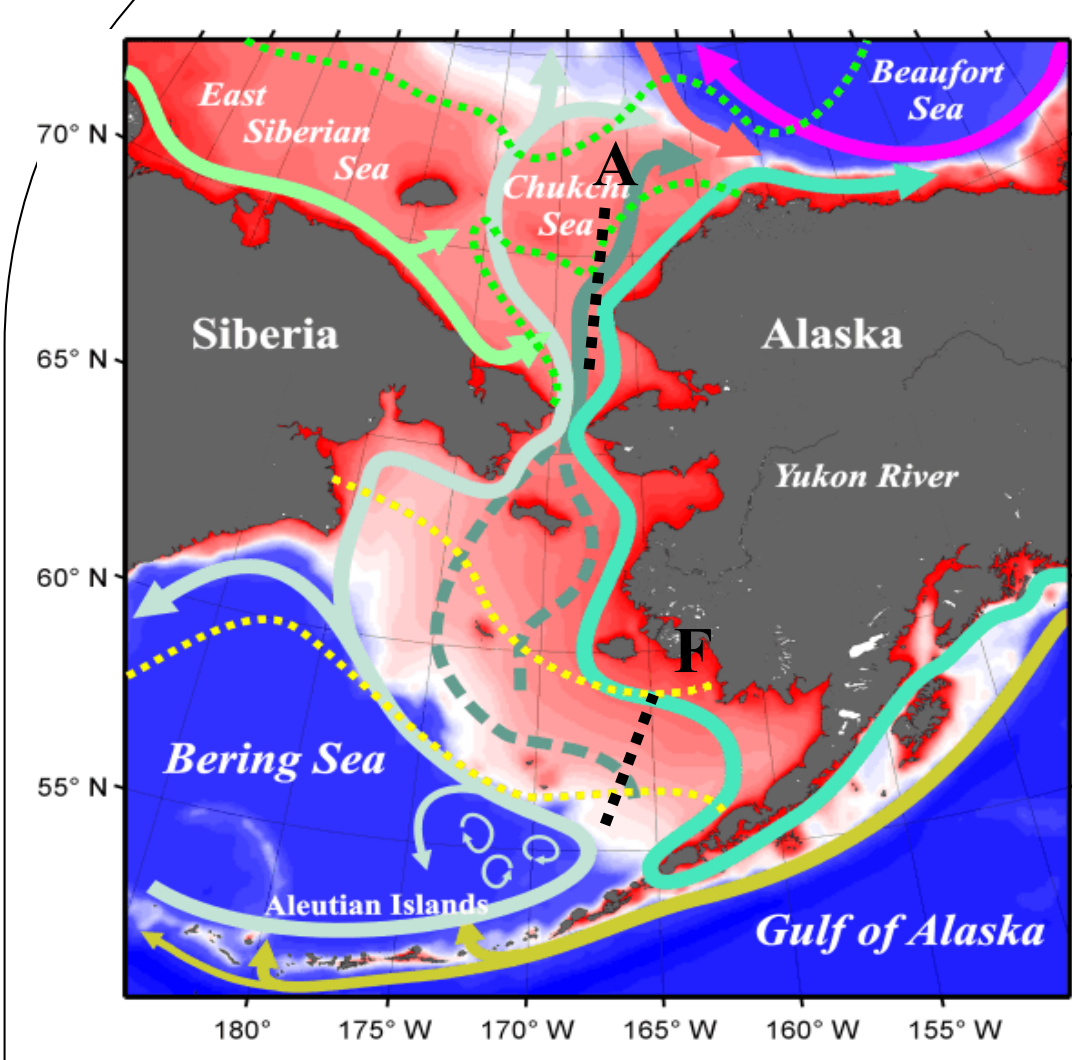 East
Siberian
Sea
Beaufort
Sea
70° N
A
Chukchi
Sea
Siberia
Alaska
65° N
Yukon River
60° N
F
Bering Sea
55° N
Aleutian Islands
Gulf of Alaska
180° 175° W 170° W 165° W 160° W 155° W